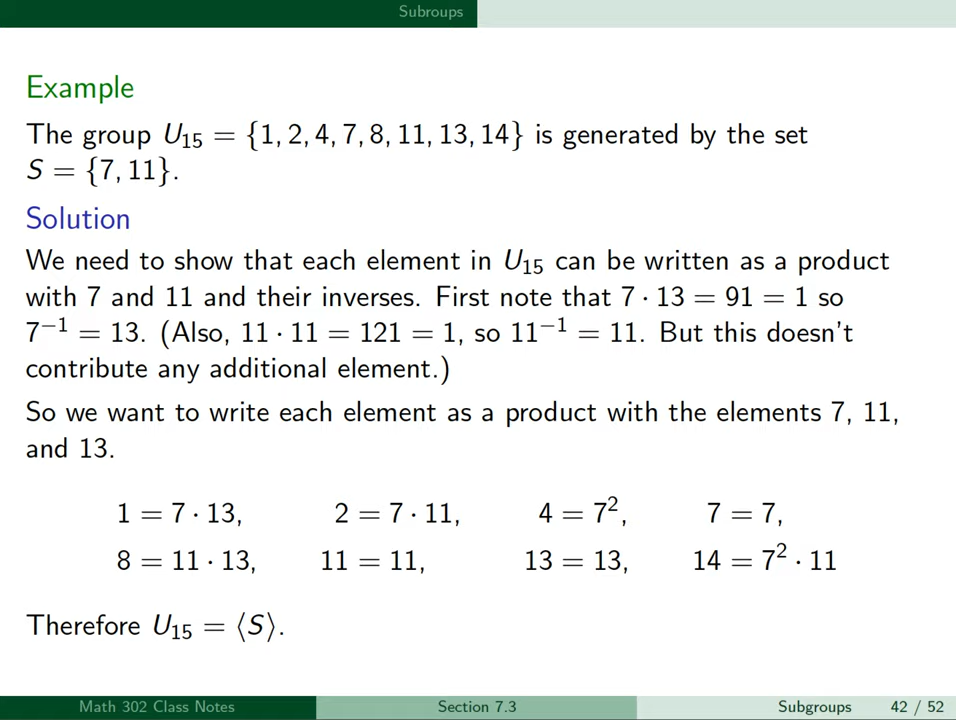 Subroups
Example
The group U₁₅ = {1, 2, 4, 7, 8, 11, 13, 14} is generated by the set
S = {7, 11}.
Solution
We need to show that each element in U₁₅ can be written as a product
with 7 and 11 and their inverses. First note that 7 · 13 = 91 = 1 so
7⁻¹ = 13. (Also, 11 · 11 = 121 = 1, so 11⁻¹ = 11. But this doesn't
contribute any additional element.)
So we want to write each element as a product with the elements 7, 11,
and 13.
1 = 7 · 13, 2 = 7 · 11, 4 = 7², 7 = 7,
8 = 11 · 13, 11 = 11, 13 = 13, 14 = 7² · 11
Therefore U₁₅ = ⟨S⟩.
Math 302 Class Notes Section 7.3 Subgroups 42 / 52